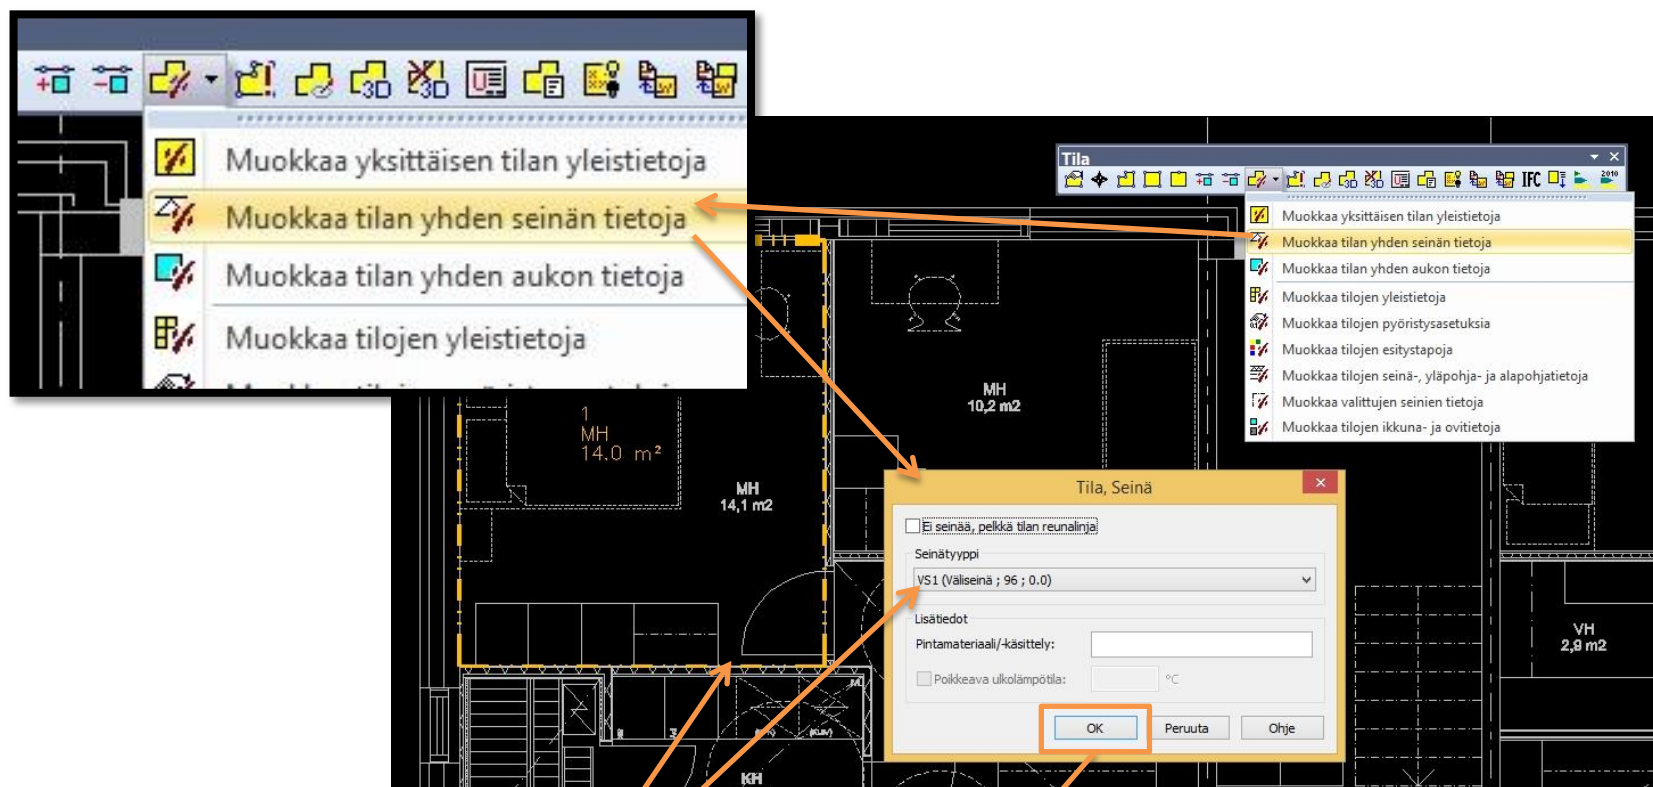 Muokkaa yksittäisen tilan yleistietoja
Muokkaa tilan yhden seinän tietoja
Muokkaa tilan yhden aukon tietoja
Muokkaa tilojen yleistietoja
Tila
IFC
2010
Muokkaa yksittäisen tilan yleistietoja
Muokkaa tilan yhden seinän tietoja
Muokkaa tilan yhden aukon tietoja
Muokkaa tilojen yleistietoja
Muokkaa tilojen pyöristysasetuksia
Muokkaa tilojen esitystapoja
Muokkaa tilojen seinä-, yläpohja- ja alapohjatietoja
Muokkaa valittujen seinien tietoja
Muokkaa tilojen ikkuna- ja ovitietoja
MH
10,2 m2
1
MH
14.0 m²
MH
14,1 m2
Tila, Seinä
Ei seinää, pelkkä tilan reunalinja
Seinätyyppi
VS1 (Väliseinä ; 96 ; 0.0)
Lisätiedot
Pintamateriaali/-käsittely:
Poikkeava ulkolämpötila:
°C
OK
Peruuta
Ohje
VH
2,9 m2
KH